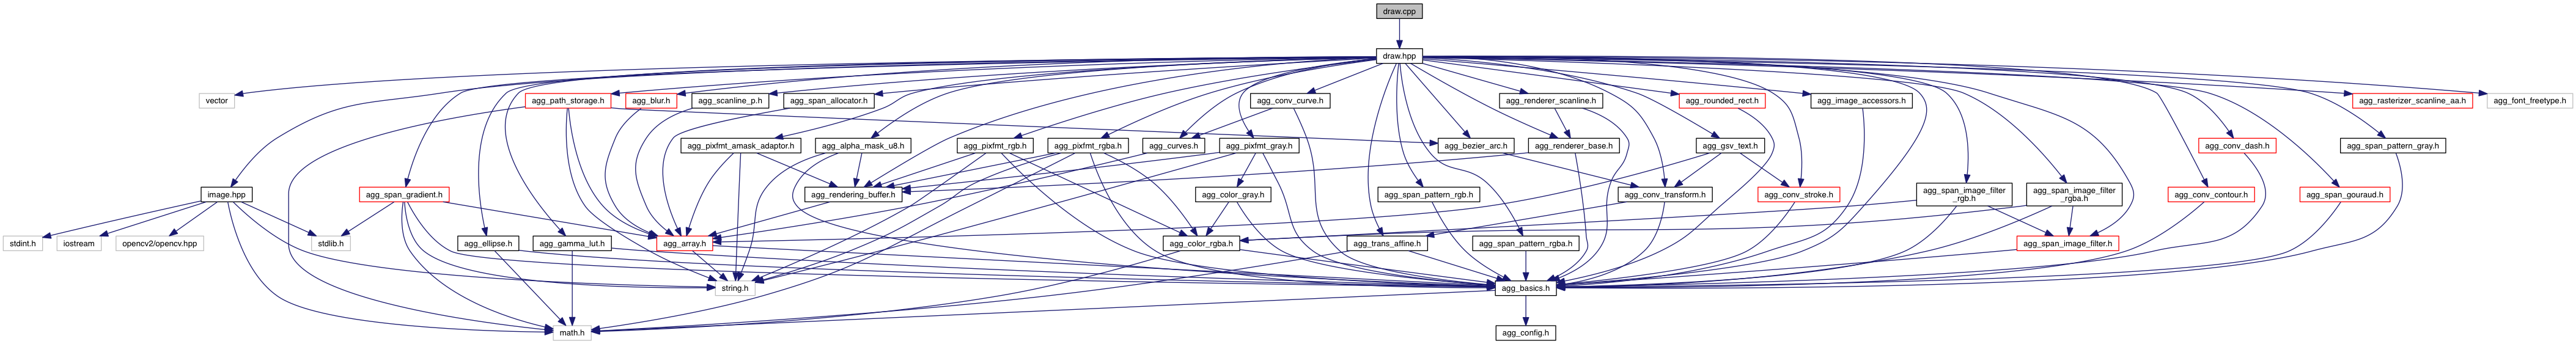 draw.cpp
draw.hpp
vector
agg_path_storage.h
agg_blur.h
agg_scanline_p.h
agg_span_allocator.h
agg_conv_curve.h
agg_renderer_scanline.h
agg_rounded_rect.h
agg_image_accessors.h
agg_rasterizer_scanline_aa.h
agg_font_freetype.h
agg_pixfmt_amask_adaptor.h
agg_alpha_mask_u8.h
agg_pixfmt_rgb.h
agg_pixfmt_rgba.h
agg_curves.h
agg_pixfmt_gray.h
agg_bezier_arc.h
agg_renderer_base.h
agg_gsv_text.h
agg_conv_dash.h
agg_span_pattern_gray.h
image.hpp
agg_span_gradient.h
agg_rendering_buffer.h
agg_color_gray.h
agg_span_pattern_rgb.h
agg_conv_transform.h
agg_conv_stroke.h
agg_span_image_filter
_rgb.h
agg_span_image_filter
_rgba.h
agg_conv_contour.h
agg_span_gouraud.h
stdint.h
iostream
opencv2/opencv.hpp
stdlib.h
agg_ellipse.h
agg_gamma_lut.h
agg_array.h
agg_color_rgba.h
agg_trans_affine.h
agg_span_pattern_rgba.h
agg_span_image_filter.h
string.h
agg_basics.h
math.h
agg_config.h